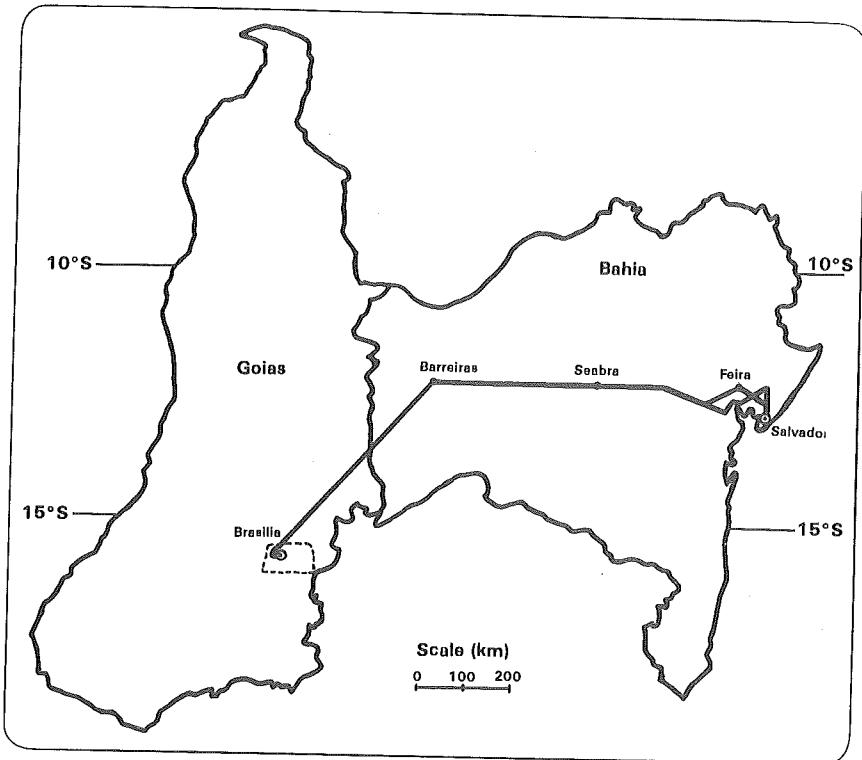 10°S
10°S
Bahia
Goias
Barreiras
Seabra
Feira
Salvador
15°S
15°S
Brasilia
Scale (km)
0 100 200